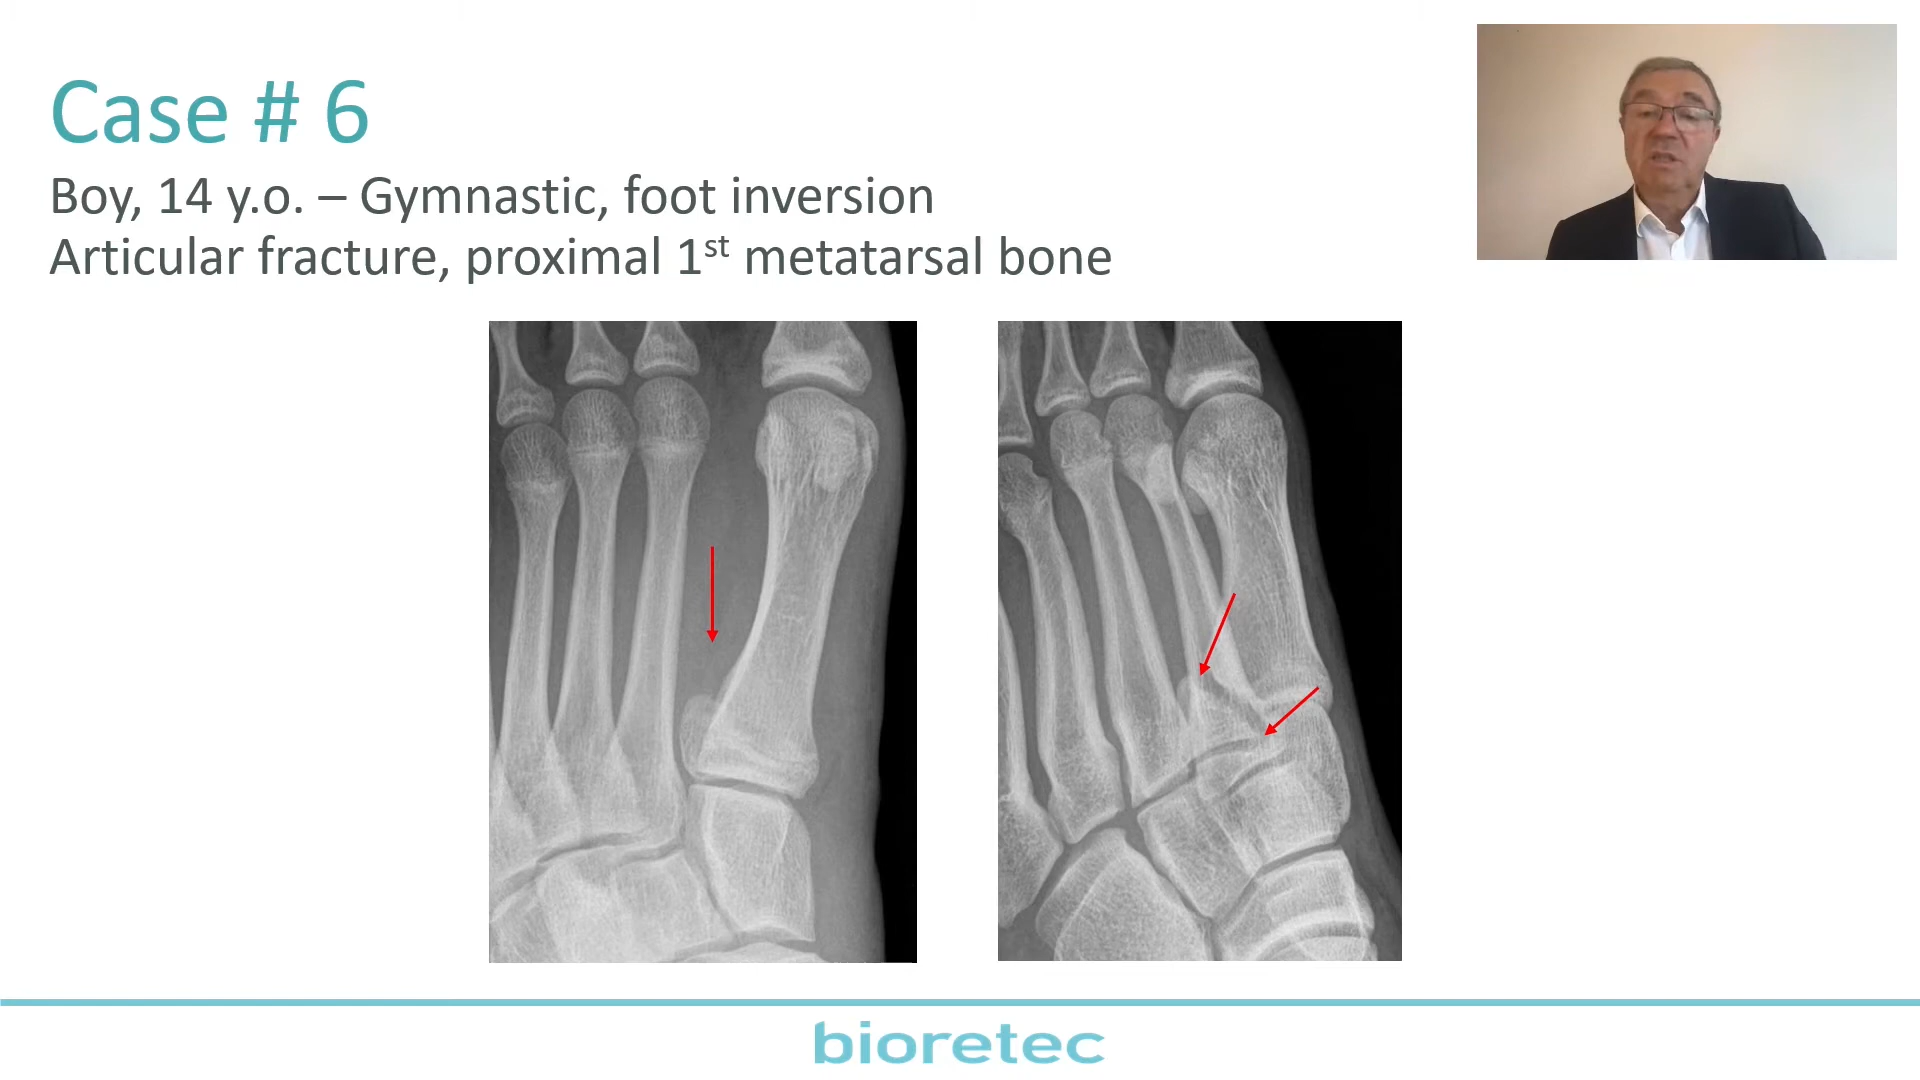 Case # 6
Boy, 14 y.o. – Gymnastic, foot inversion
Articular fracture, proximal 1st metatarsal bone
bioretec